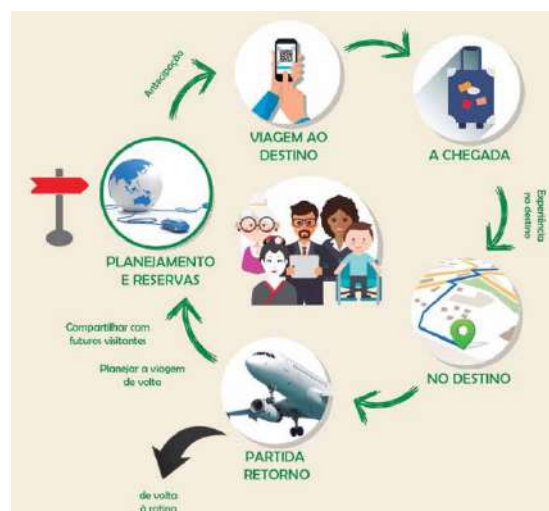 Antecipação
VIAGEM AO
DESTINO
A CHEGADA
Experiência
no destino
PLANEJAMENTO
E RESERVAS
Compartilhar com
futuros visitantes
Planejar a viagem
de volta
NO DESTINO
PARTIDA
RETORNO
de volta
à rotina